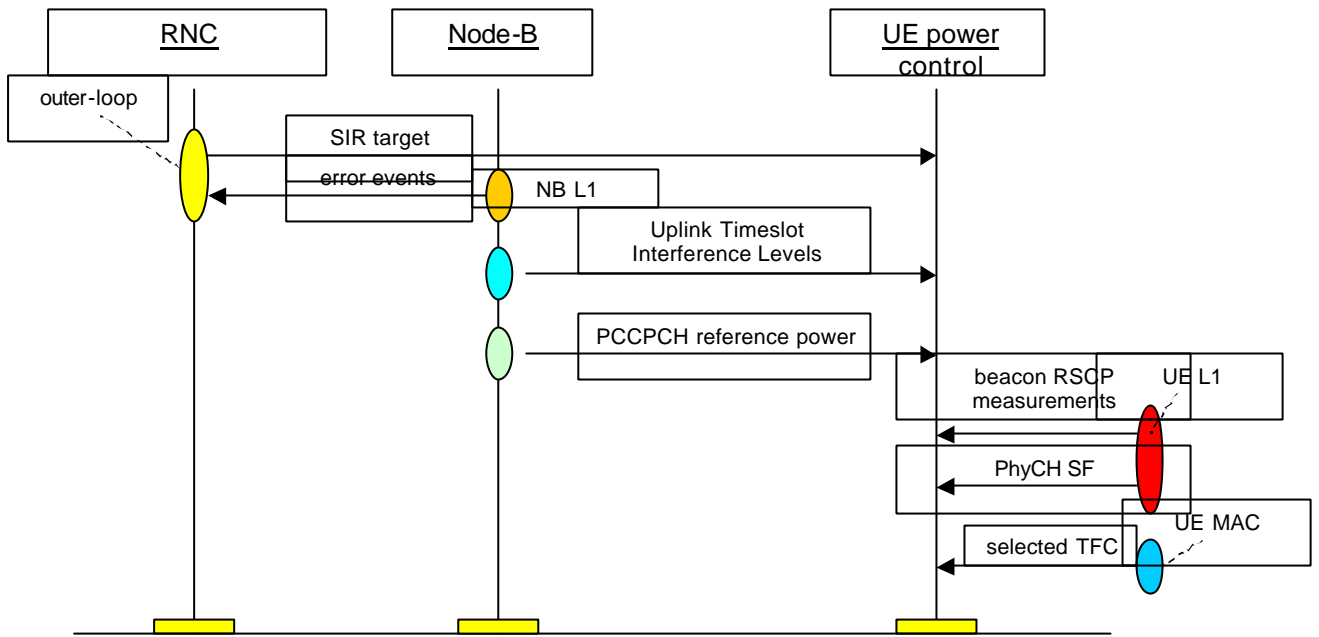 RNC
Node-B
UE power
control
outer-loop
SIR target
error events
NB L1
Uplink Timeslot
Interference Levels
PCCPCH reference power
beacon RSCP
measurements
UE L1
PhyCH SF
UE MAC
selected TFC